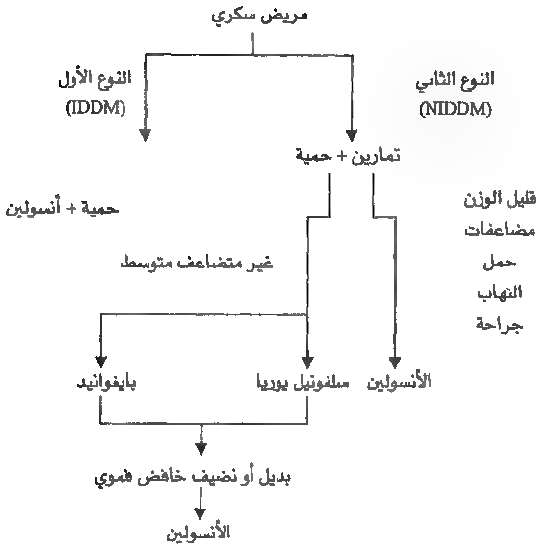 مريض سكري
النوع الأول
(IDDM)
النوع الثاني
(NIDDM)
تمارين + حمية
حمية + أنسولين
قليل الوزن
مضاعفات
حمل
التهاب
جراحة
غير متضاعف متوسط
بايغوانيد
سلفونيل يوريا
الأنسولين
بديل أو نضيف خافض فموي
الأنسولين